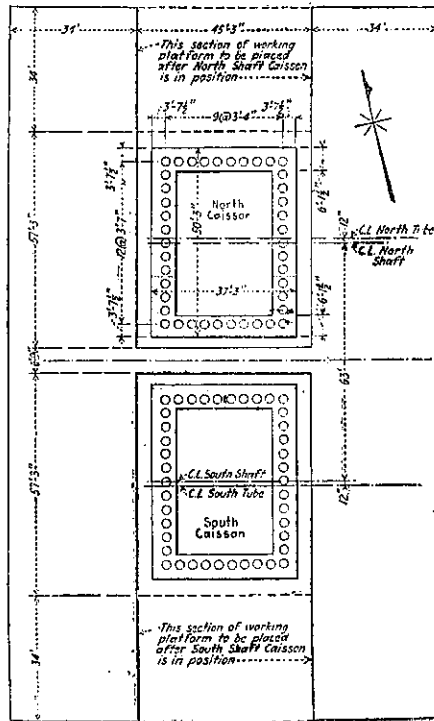 31' 45'3" 34'
This section of working
platform to be placed
after North Shaft Caisson
is in position
34'
3'7½" 3'7½"
9@3'4"
3'7½"
North
Caisson
6'1½"
12"
C.L. North Tube
C.L. North
Shaft
57'3"
12@3'7"
50'3"
37'3"
3'7½"
6'1½"
63'
C.L. South Shaft
C.L. South Tube
57'3"
12"
South
Caisson
This section of working
platform to be placed
after South Shaft Caisson
is in position
34'